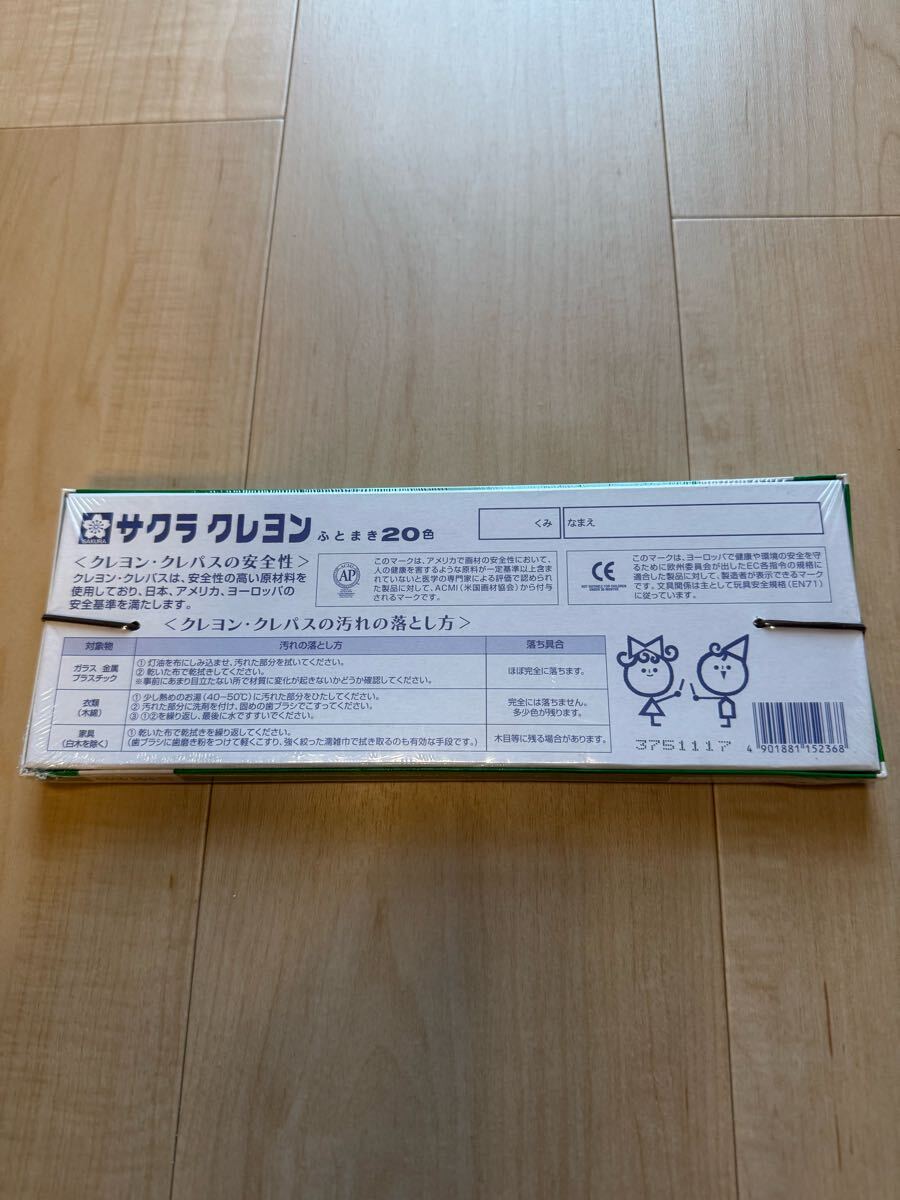 SAKURA
サクラ クレヨン ふとまき20色
くみ
なまえ
<クレヨン・クレパスの安全性>
クレヨン・クレパスは、安全性の高い原材料を
使用しており、日本、アメリカ、ヨーロッパの
安全基準を満たします。
AP
このマークは、アメリカで画材の安全性において、
人の健康を害するような原料が一定基準以上含ま
れていないと医学の専門家による評価で認められ
た製品に対して、ACMI(米国画材協会)から付与
されるマークです。
CE
このマークは、ヨーロッパで健康や環境の安全を守
るために欧州委員会が出したEC各指令の規格に
適合した製品に対して、製造者が表示できるマーク
です。文具関係は主として玩具安全規格(EN71)
に従っています。
<クレヨン・クレパスの汚れの落とし方>
対象物 汚れの落とし方 落ち具合
ガラス 金属
プラスチック
① 灯油を布にしみ込ませ、汚れた部分を拭いてください。
② 乾いた布で乾拭きしてください。
※事前にあまり目立たない所で材質に変化が起きないかどうか確認してください。
ほぼ完全に落ちます。
衣類
(木綿)
① 少し熱めのお湯(40~50℃)に汚れた部分をひたしてください。
② 汚れた部分に洗剤を付け、固めの歯ブラシでこすってください。
③ ①②を繰り返し、最後に水ですすいでください。
完全には落ちません。
多少色が残ります。
家具
(白木を除く)
① 乾いた布で乾拭きを繰り返してください。
(歯ブラシに歯磨き粉をつけて軽くこすり、強く絞った濡雑巾で拭き取るのも有効な手段です。)
木目等に残る場合があります。
3751117
4 901881 152368